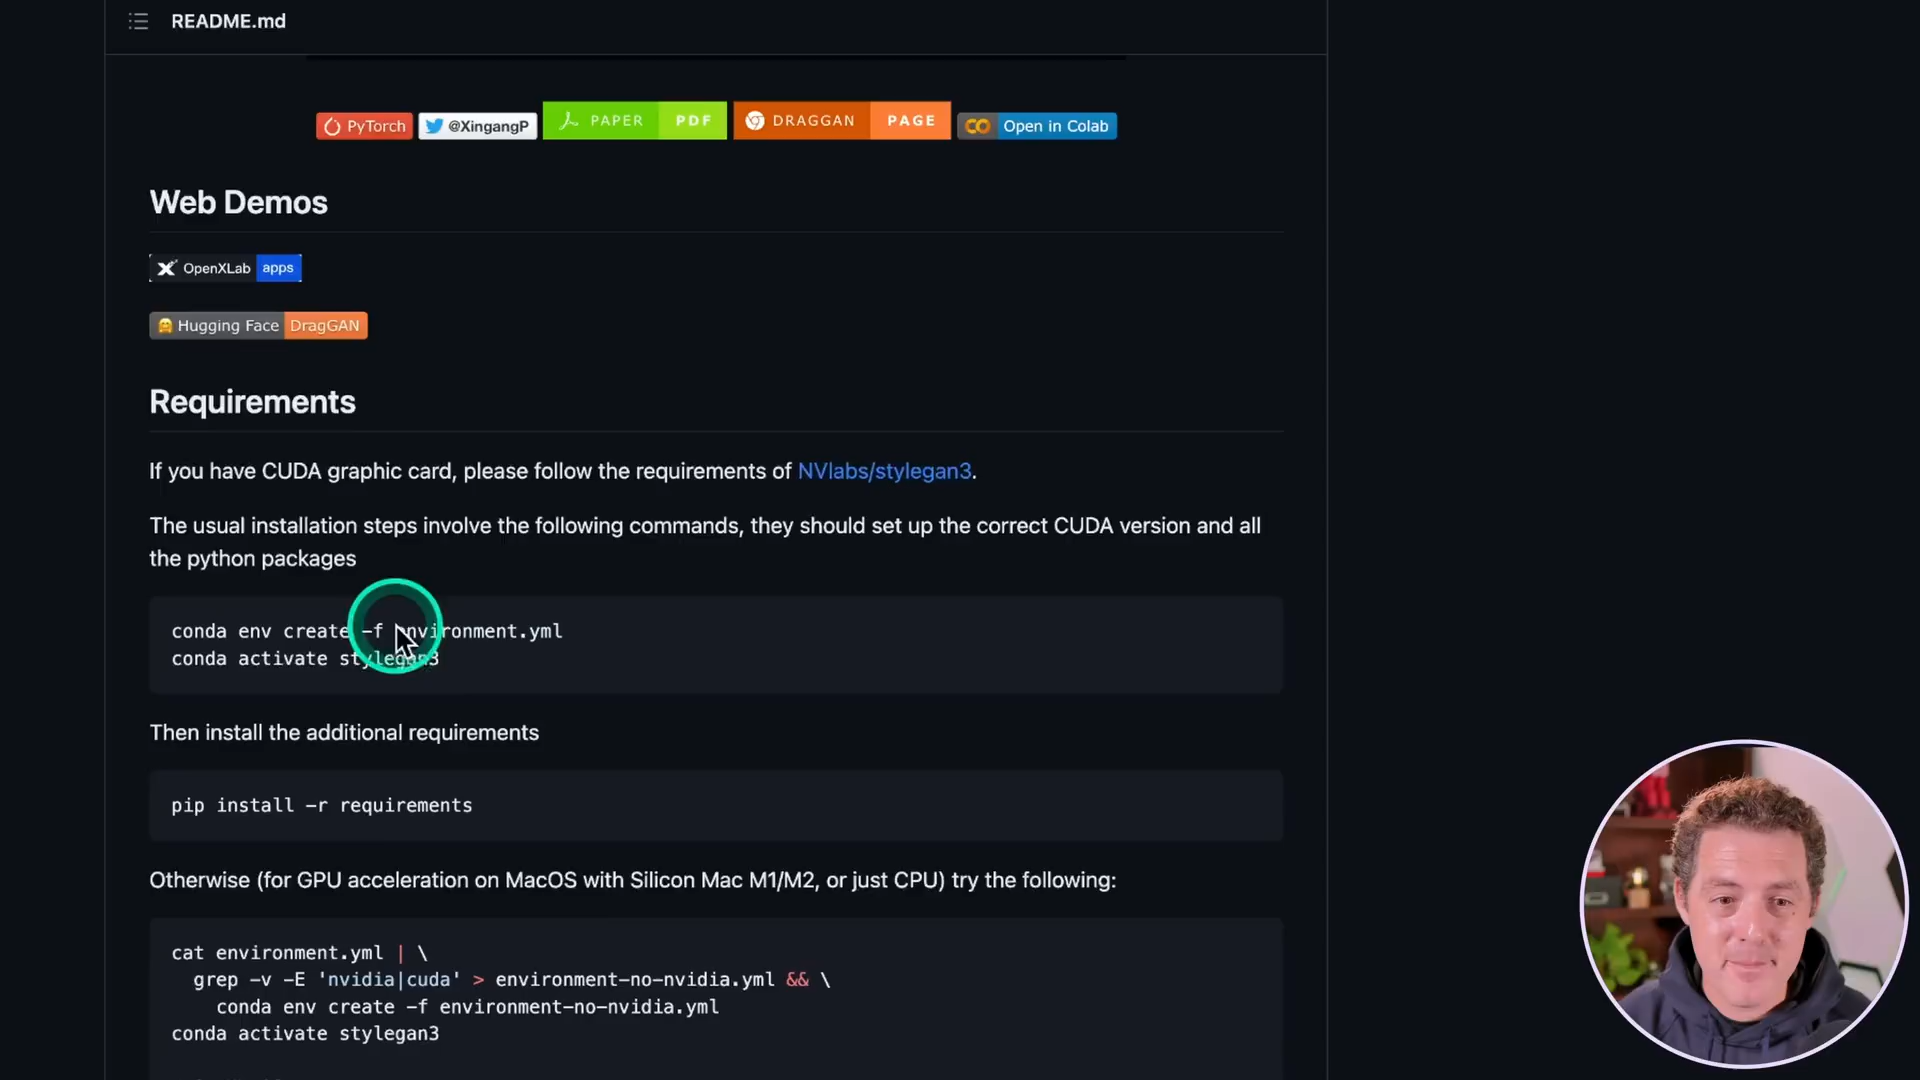 README.md
PyTorch @XingangP PAPER PDF DRAGGAN PAGE Open in Colab
Web Demos
OpenXLab apps
Hugging Face DragGAN
Requirements
If you have CUDA graphic card, please follow the requirements of NVlabs/stylegan3.
The usual installation steps involve the following commands, they should set up the correct CUDA version and all
the python packages
conda env create -f environment.yml
conda activate stylegan3
Then install the additional requirements
pip install -r requirements
Otherwise (for GPU acceleration on MacOS with Silicon Mac M1/M2, or just CPU) try the following:
cat environment.yml | \
grep -v -E 'nvidia|cuda' > environment-no-nvidia.yml && \
conda env create -f environment-no-nvidia.yml
conda activate stylegan3